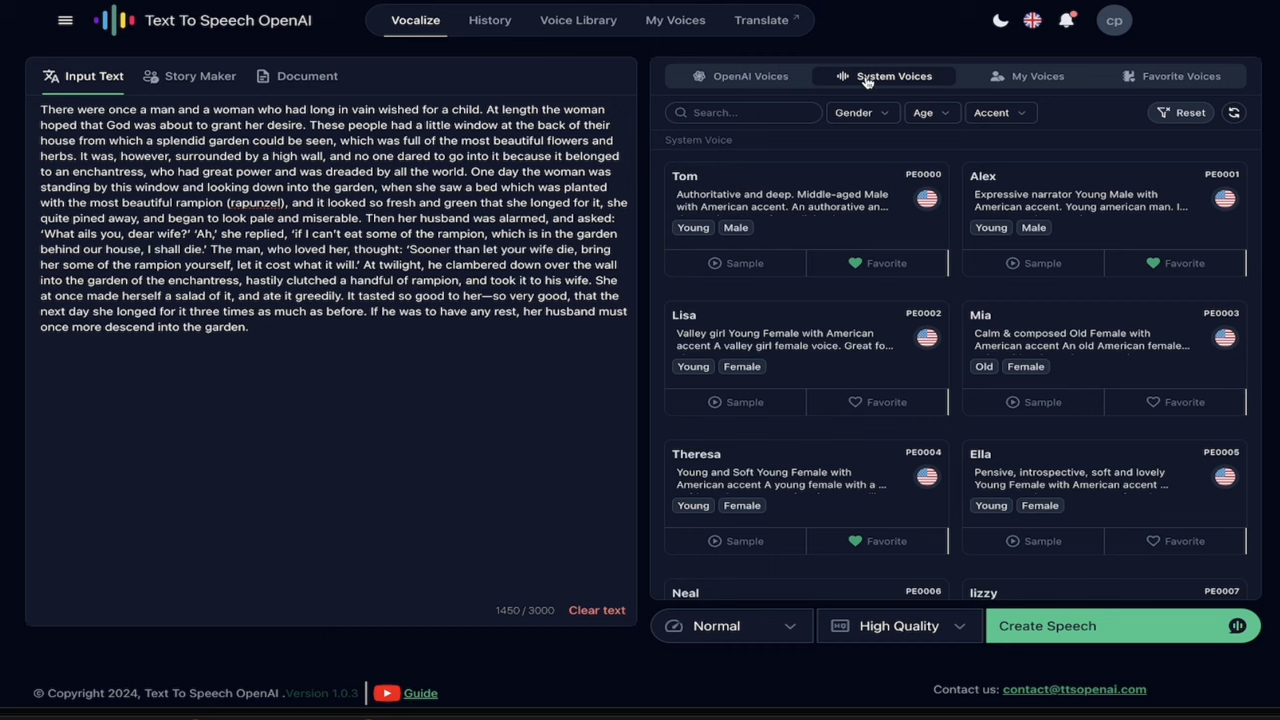 Text To Speech OpenAI
Vocalize History Voice Library My Voices Translate
cp
Input Text Story Maker Document
There were once a man and a woman who had long in vain wished for a child. At length the woman
hoped that God was about to grant her desire. These people had a little window at the back of their
house from which a splendid garden could be seen, which was full of the most beautiful flowers and
herbs. It was, however, surrounded by a high wall, and no one dared to go into it because it belonged
to an enchantress, who had great power and was dreaded by all the world. One day the woman was
standing by this window and looking down into the garden, when she saw a bed which was planted
with the most beautiful rampion (rapunzel), and it looked so fresh and green that she longed for it, she
quite pined away, and began to look pale and miserable. Then her husband was alarmed, and asked:
‘What ails you, dear wife?’ ‘Ah,’ she replied, ‘if I can’t eat some of the rampion, which is in the garden
behind our house, I shall die.’ The man, who loved her, thought: ‘Sooner than let your wife die, bring
her some of the rampion yourself, let it cost what it will.’ At twilight, he clambered down over the wall
into the garden of the enchantress, hastily clutched a handful of rampion, and took it to his wife. She
at once made herself a salad of it, and ate it greedily. It tasted so good to her—so very good, that the
next day she longed for it three times as much as before. If he was to have any rest, her husband must
once more descend into the garden.
1450 / 3000 Clear text
OpenAI Voices System Voices My Voices Favorite Voices
Search... Gender Age Accent Reset
System Voice
Tom PE0000
Authoritative and deep. Middle-aged Male
with American accent. An authorative an...
Young Male
Sample Favorite
Alex PE0001
Expressive narrator Young Male with
American accent. Young american man. I...
Young Male
Sample Favorite
Lisa PE0002
Valley girl Young Female with American
accent A valley girl female voice. Great fo...
Young Female
Sample Favorite
Mia PE0003
Calm & composed Old Female with
American accent An old American female...
Old Female
Sample Favorite
Theresa PE0004
Young and Soft Young Female with
American accent A young female with a ...
Young Female
Sample Favorite
Ella PE0005
Pensive, introspective, soft and lovely
Young Female with American accent ...
Young Female
Sample Favorite
Neal PE0006
lizzy PE0007
Normal HQ High Quality Create Speech
© Copyright 2024, Text To Speech OpenAI .Version 1.0.3 Guide
Contact us: contact@ttsopenai.com